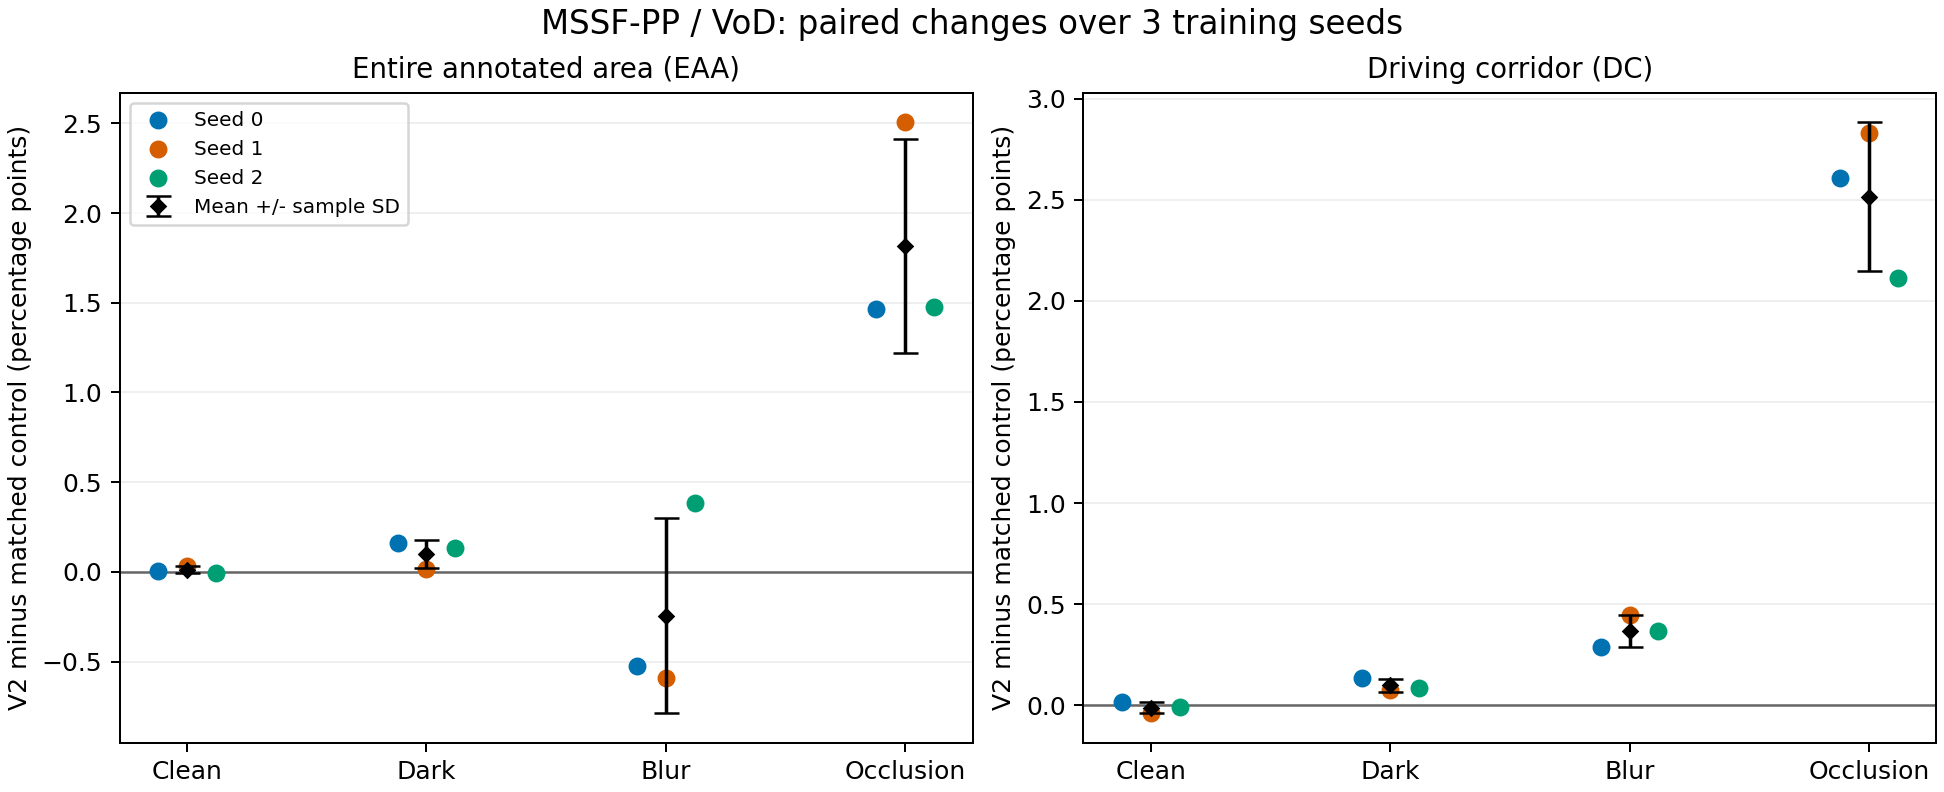 MSSF-PP / VoD: paired changes over 3 training seeds
Entire annotated area (EAA)
V2 minus matched control (percentage points)
2.5
2.0
1.5
1.0
0.5
0.0
−0.5
Seed 0
Seed 1
Seed 2
Mean +/- sample SD
Clean
Dark
Blur
Occlusion
Driving corridor (DC)
V2 minus matched control (percentage points)
3.0
2.5
2.0
1.5
1.0
0.5
0.0
Clean
Dark
Blur
Occlusion